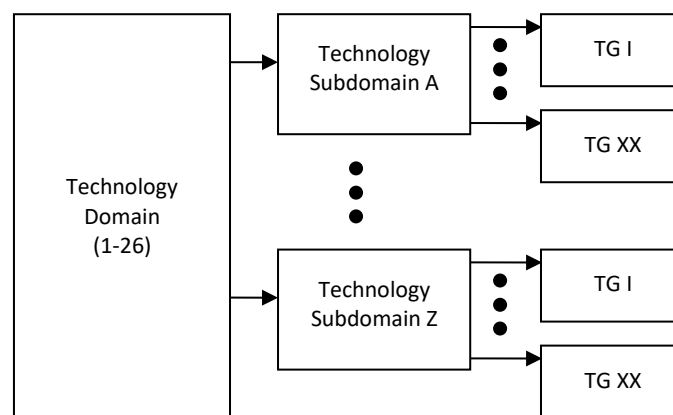 Technology
Domain
(1-26)
Technology
Subdomain A
TG I
TG XX
Technology
Subdomain Z
TG I
TG XX